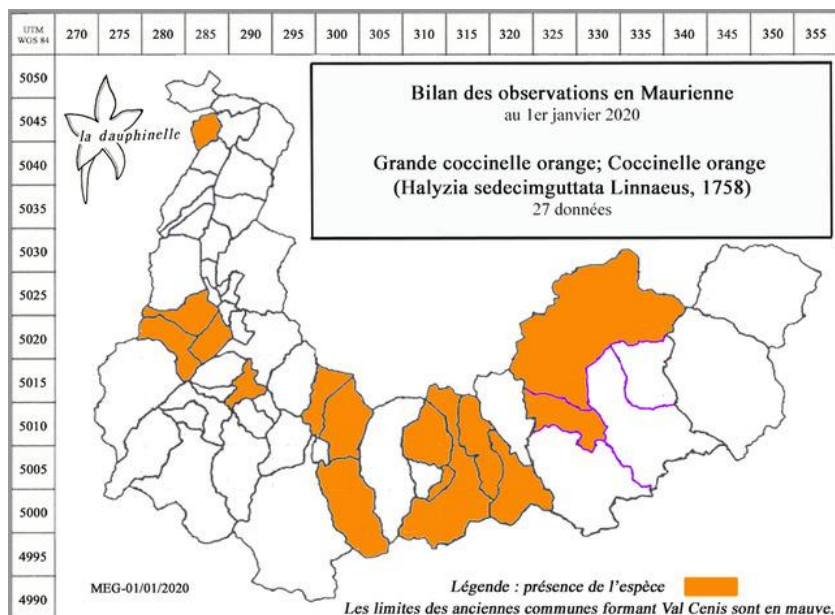 UTM
WGS 84
270 275 280 285 290 295 300 305 310 315 320 325 330 335 340 345 350 355
5050
5045
5040
5035
5030
5025
5020
5015
5010
5005
5000
4995
4990
la dauphinelle
Bilan des observations en Maurienne
au 1er janvier 2020
Grande coccinelle orange; Coccinelle orange
(Halyzia sedecimguttata Linnaeus, 1758)
27 données
MEG-01/01/2020
Légende : présence de l'espèce
Les limites des anciennes communes formant Val Cenis sont en mauve.